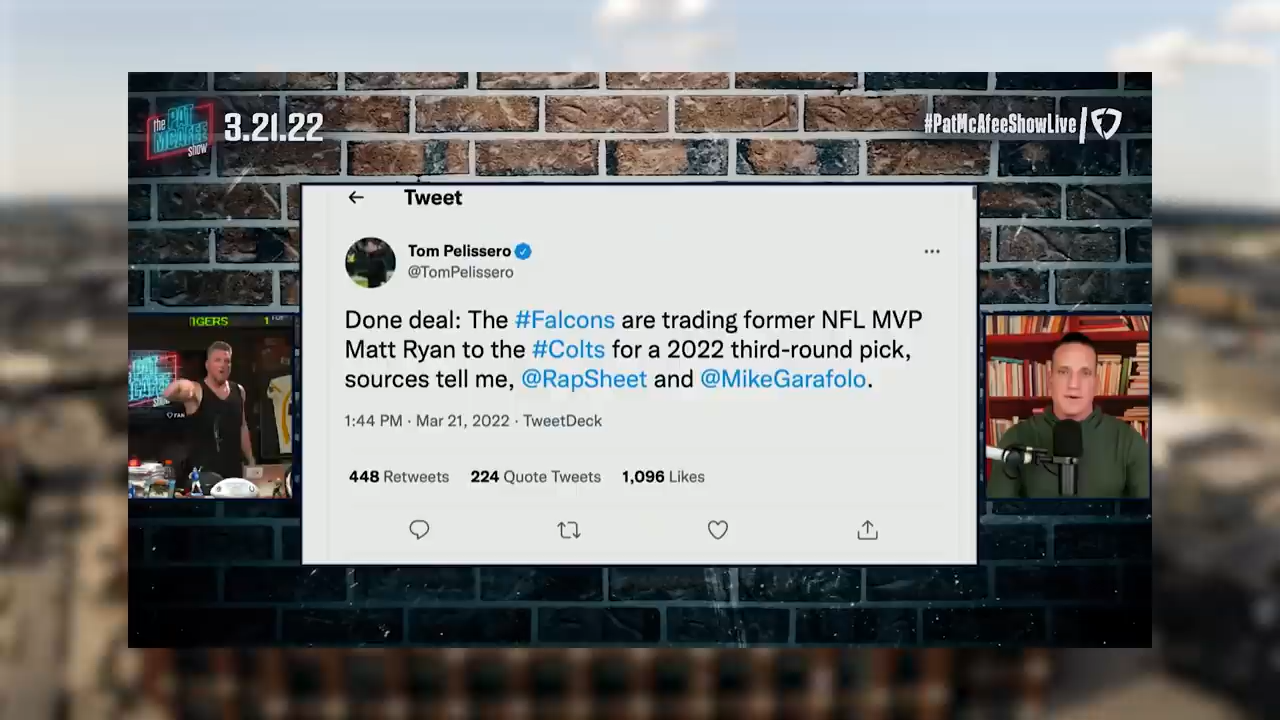 the PAT MCAFEE show
3.21.22
#PatMcAfeeShowLive
Tweet
Tom Pelissero
@TomPelissero
Done deal: The #Falcons are trading former NFL MVP
Matt Ryan to the #Colts for a 2022 third-round pick,
sources tell me, @RapSheet and @MikeGarafolo.
1:44 PM · Mar 21, 2022 · TweetDeck
448 Retweets 224 Quote Tweets 1,096 Likes
IGERS 1